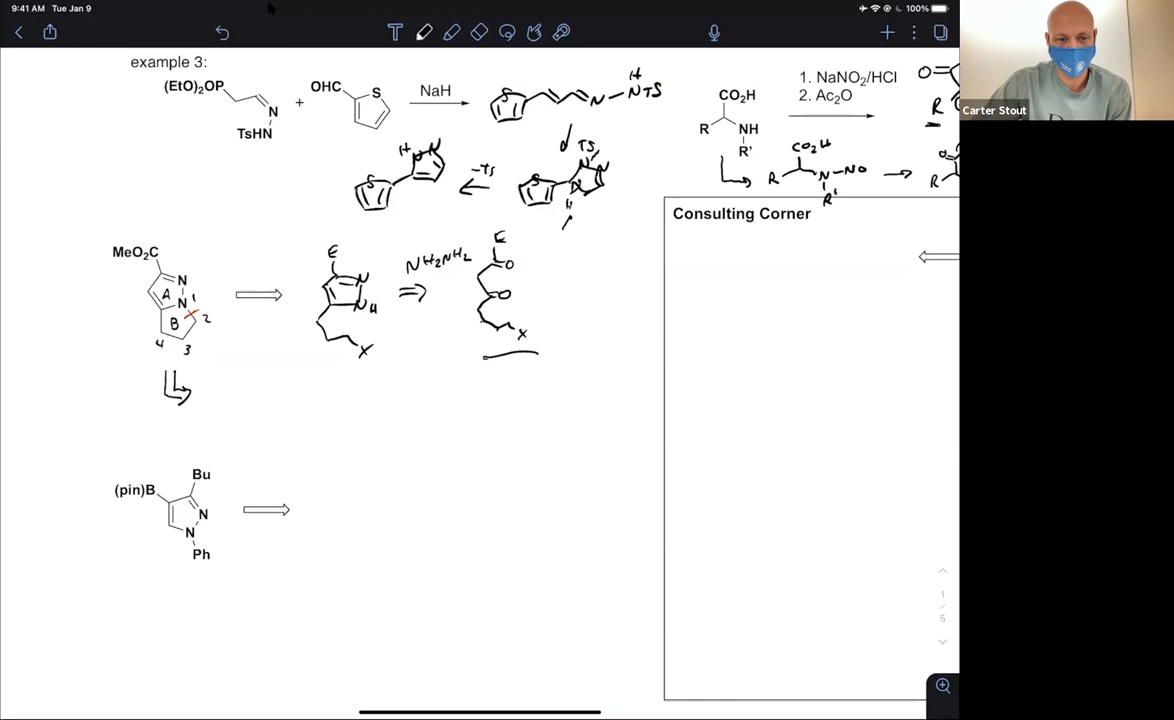 9:41 AM Tue Jan 9
100%
Carter Stout
example 3:
(EtO)2OP
N
TsHN
+
OHC
S
NaH
S
N
H
NTS
TS
N
N
N
H
S
-TS
H
N
N
S
CO2H
R
NH
R'
1. NaNO2/HCl
2. Ac2O
O
R
CO2H
R
N-NO
R'
R
Consulting Corner
MeO2C
N
A
N
1
B
2
3
4
E
N
N
H
X
NH2NH2
E
O
O
X
(pin)B
Bu
N
N
Ph
1
/
6